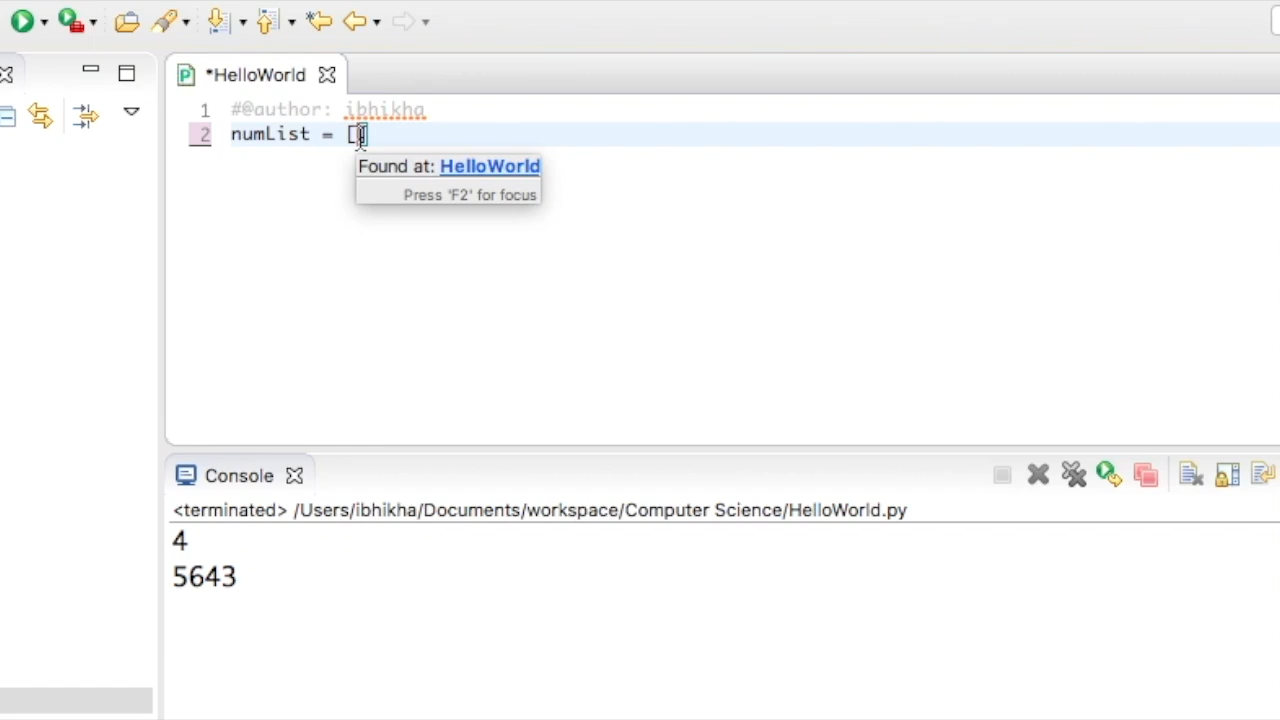 *HelloWorld
1 #@author: ibhikha
2 numList = []
Found at: HelloWorld
Press 'F2' for focus
Console
<terminated> /Users/ibhikha/Documents/workspace/Computer Science/HelloWorld.py
4
5643